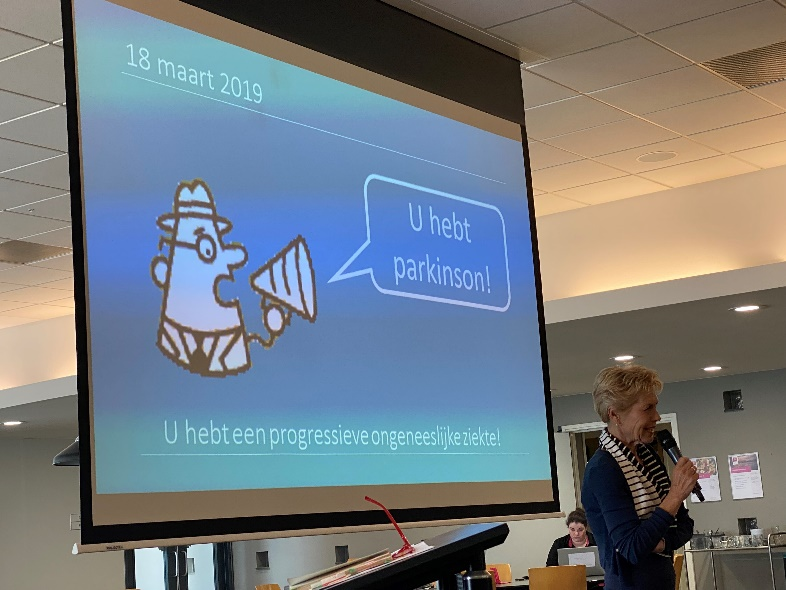 18 maart 2019
U hebt
parkinson!
U hebt een progressieve ongeneeslijke ziekte!